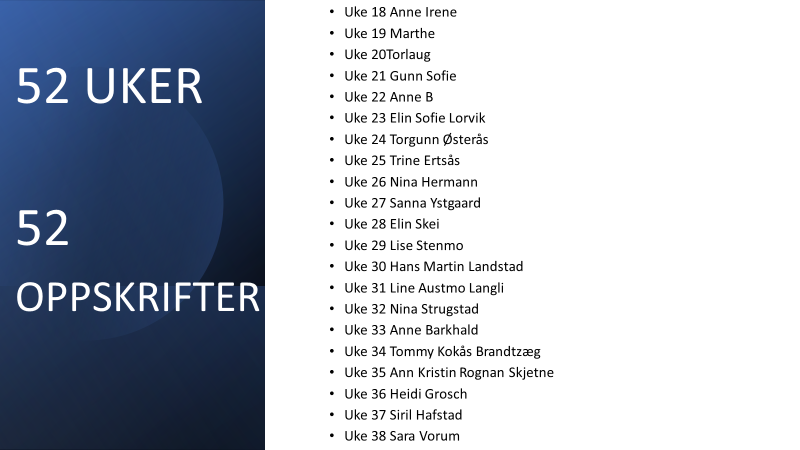 52 UKER
52
OPPSKRIFTER
• Uke 18 Anne Irene
• Uke 19 Marthe
• Uke 20Torlaug
• Uke 21 Gunn Sofie
• Uke 22 Anne B
• Uke 23 Elin Sofie Lorvik
• Uke 24 Torgunn Østerås
• Uke 25 Trine Ertsås
• Uke 26 Nina Hermann
• Uke 27 Sanna Ystgaard
• Uke 28 Elin Skei
• Uke 29 Lise Stenmo
• Uke 30 Hans Martin Landstad
• Uke 31 Line Austmo Langli
• Uke 32 Nina Strugstad
• Uke 33 Anne Barkhald
• Uke 34 Tommy Kokås Brandtzæg
• Uke 35 Ann Kristin Rognan Skjetne
• Uke 36 Heidi Grosch
• Uke 37 Siril Hafstad
• Uke 38 Sara Vorum